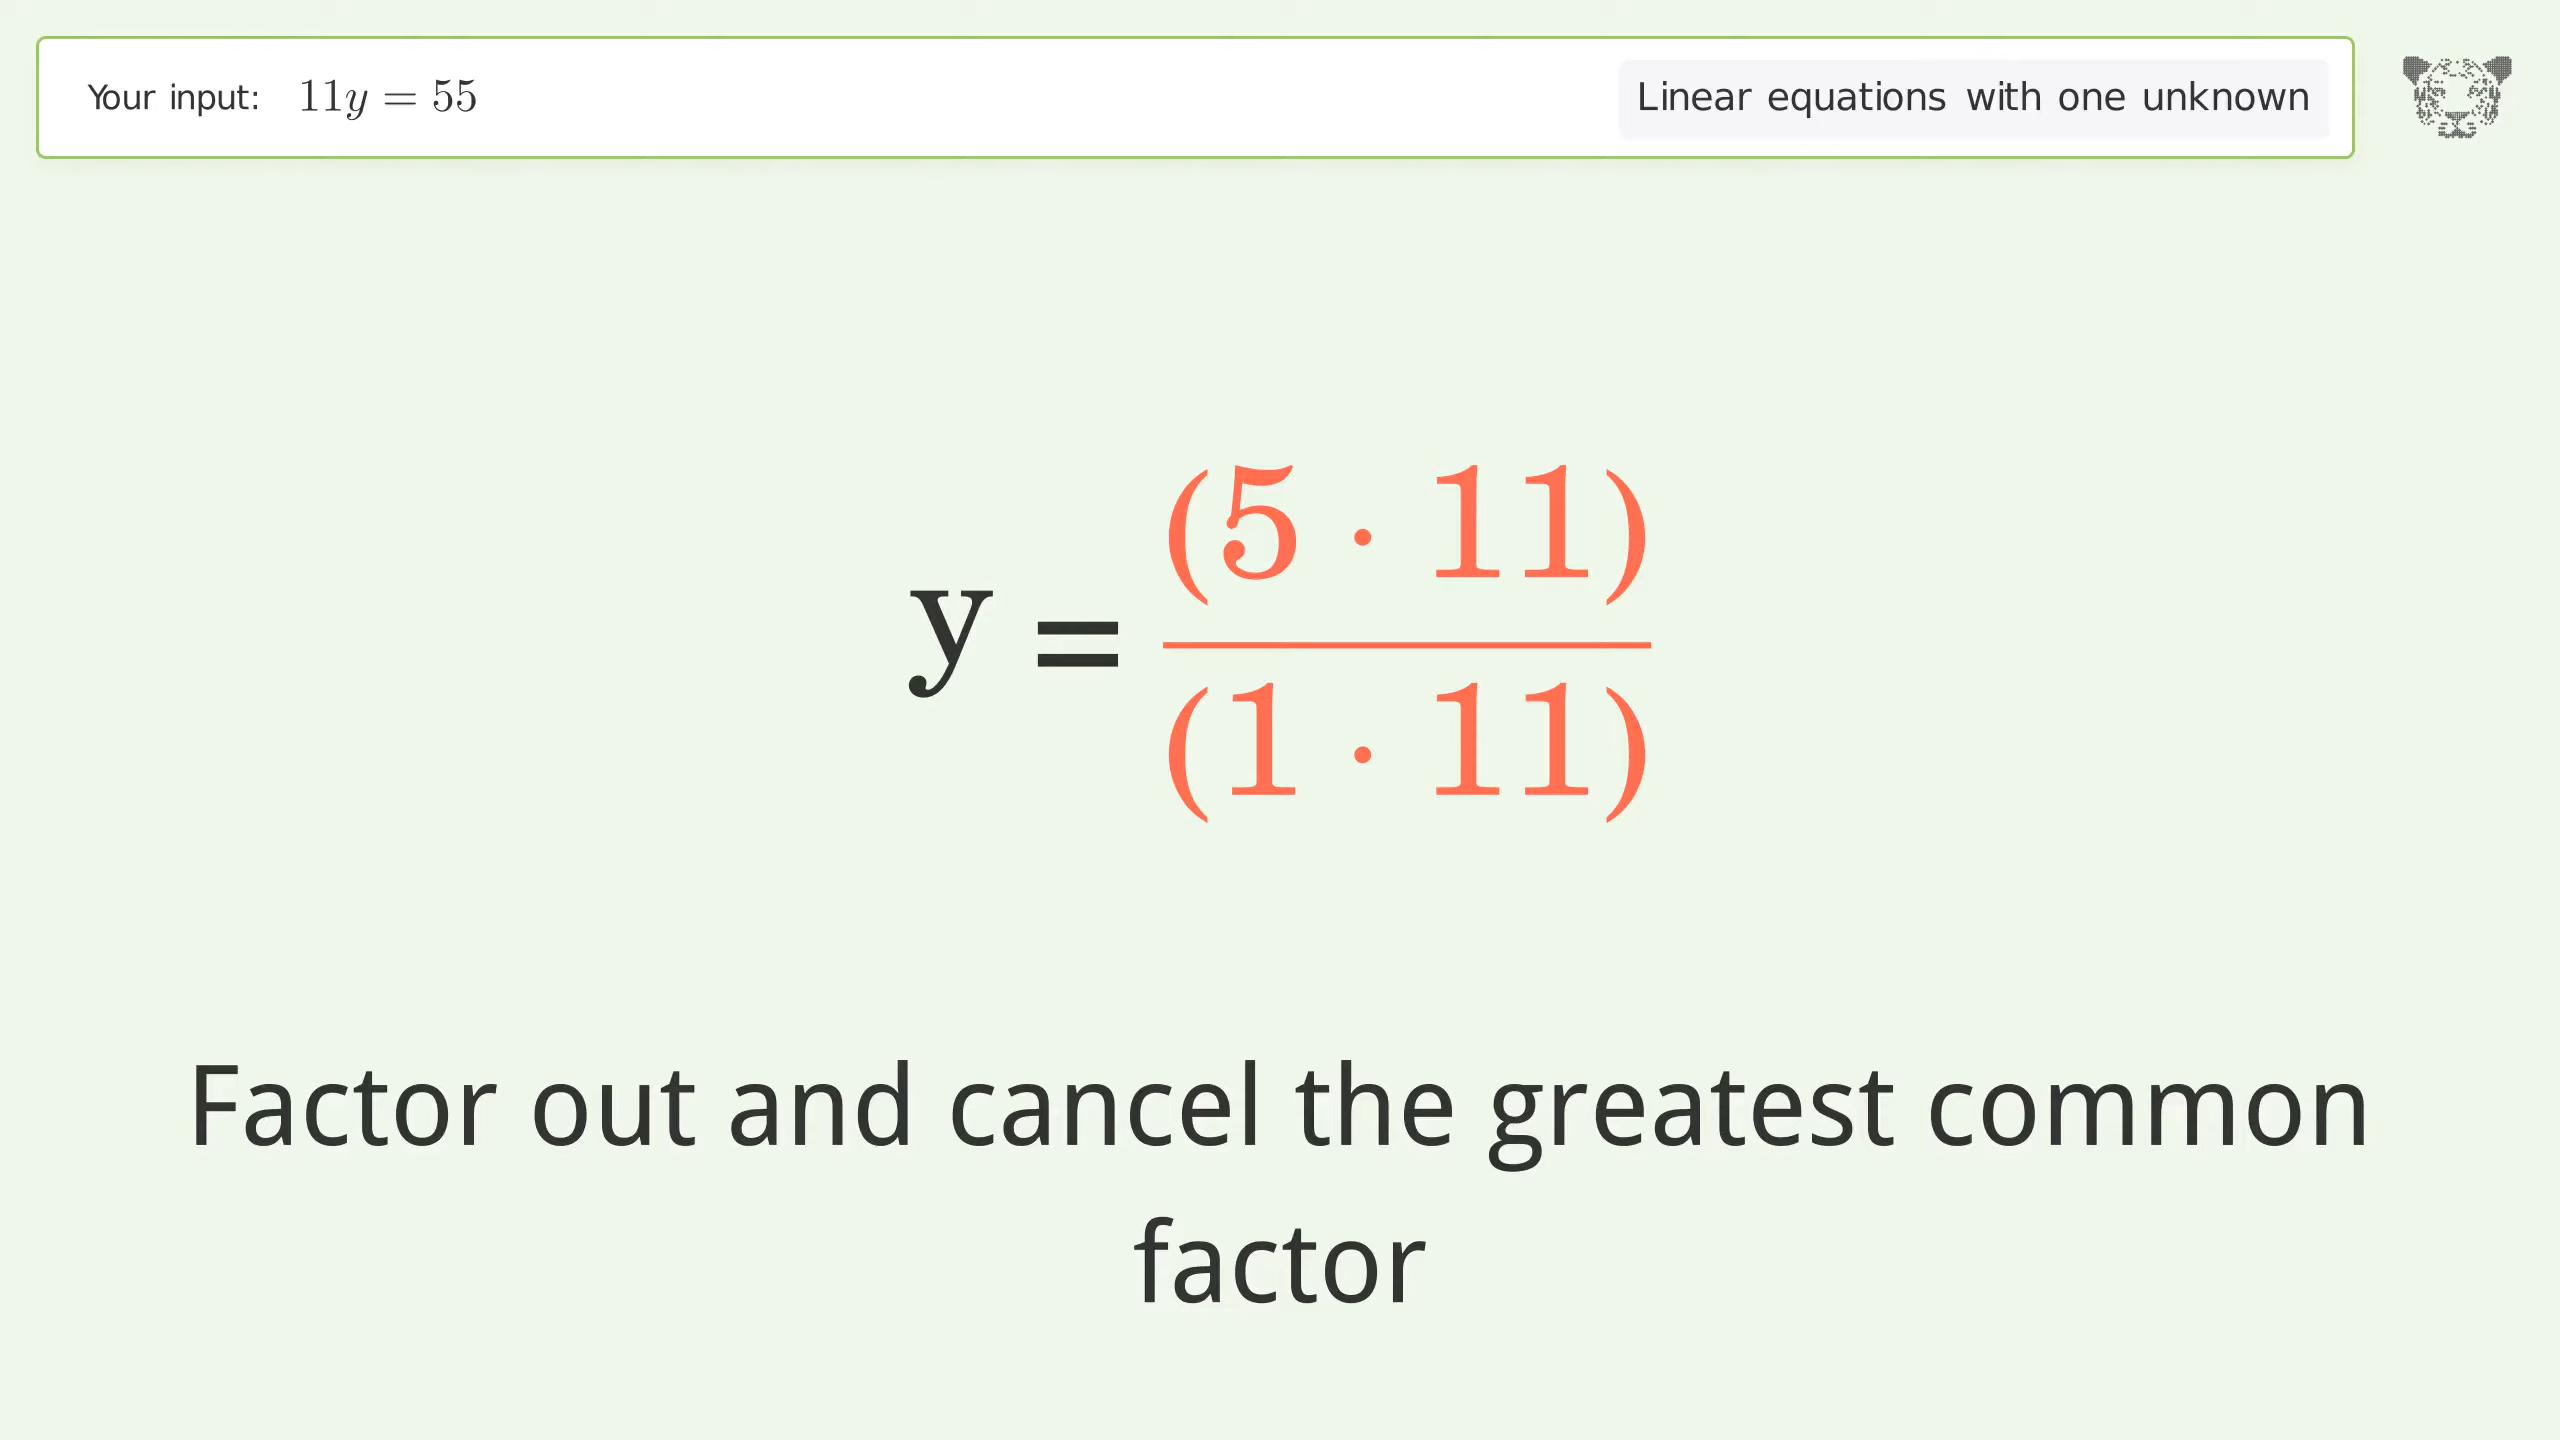 Your input: 11y = 55
Linear equations with one unknown
y = (5 · 11) / (1 · 11)
Factor out and cancel the greatest common
factor